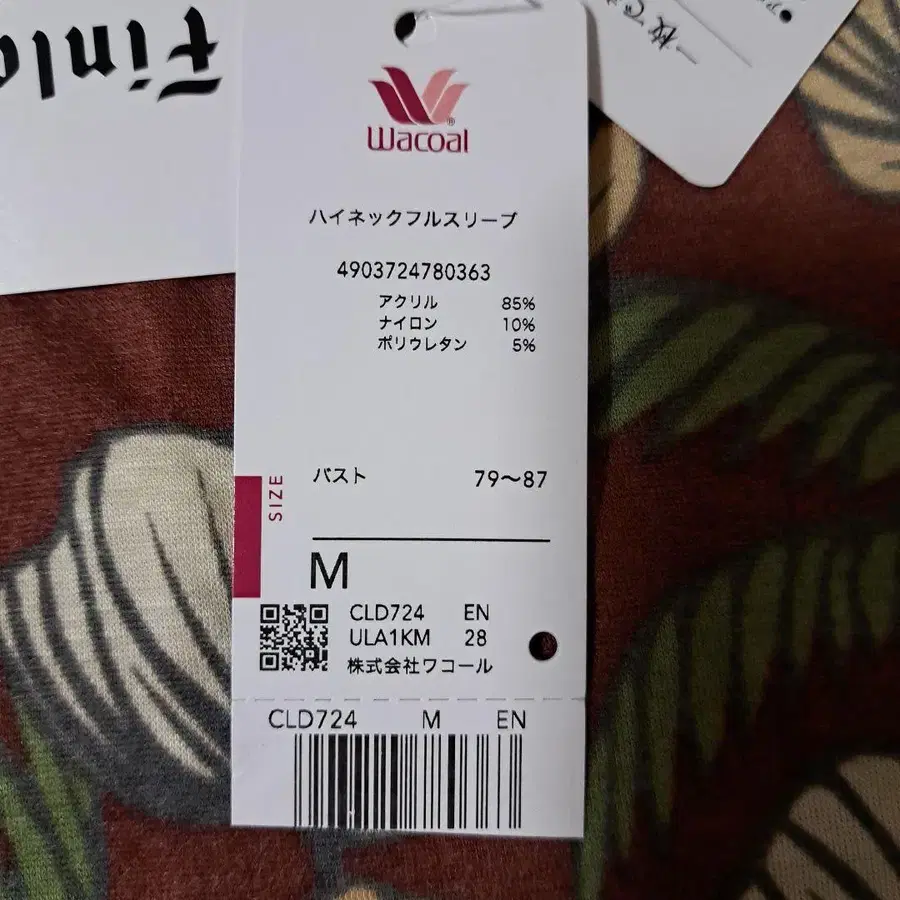 Wacoal®
ハイネックフルスリーブ
4903724780363
アクリル 85%
ナイロン 10%
ポリウレタン 5%
SIZE
バスト 79〜87
M
CLD724 EN
ULA1KM 28
株式会社ワコール
CLD724 M EN